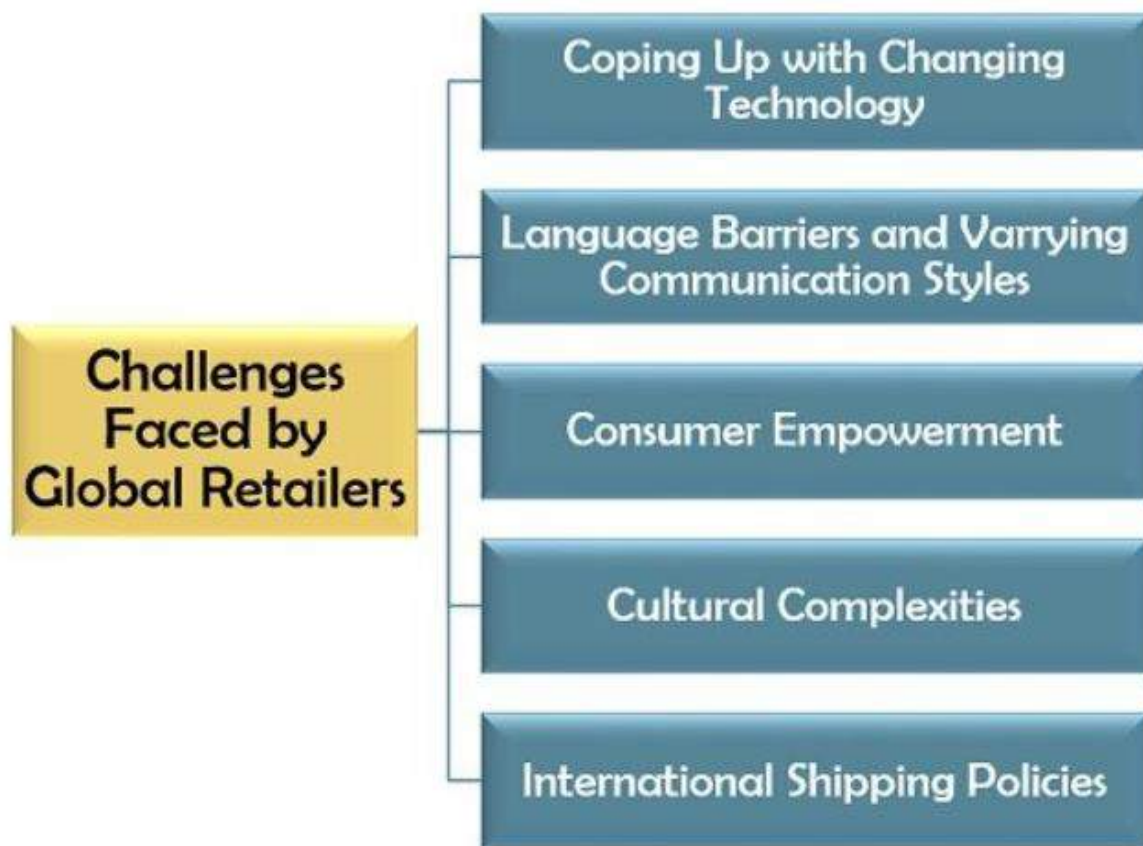 Challenges
Faced by
Global Retailers
Coping Up with Changing
Technology
Language Barriers and Varrying
Communication Styles
Consumer Empowerment
Cultural Complexities
International Shipping Policies